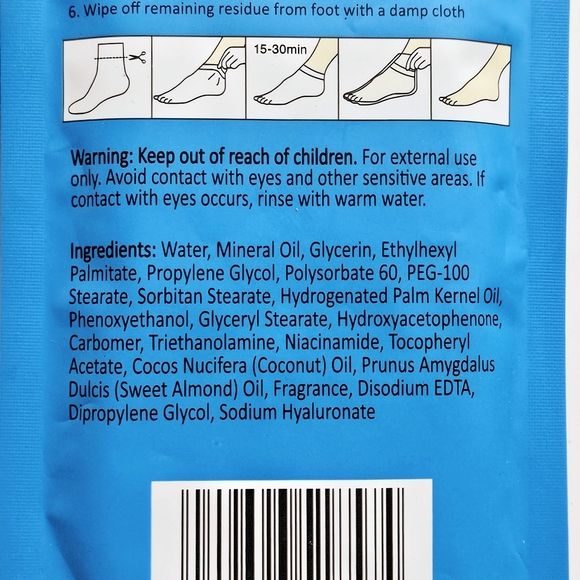 6. Wipe off remaining residue from foot with a damp cloth
15-30min
Warning: Keep out of reach of children. For external use
only. Avoid contact with eyes and other sensitive areas. If
contact with eyes occurs, rinse with warm water.
Ingredients: Water, Mineral Oil, Glycerin, Ethylhexyl
Palmitate, Propylene Glycol, Polysorbate 60, PEG-100
Stearate, Sorbitan Stearate, Hydrogenated Palm Kernel Oil,
Phenoxyethanol, Glyceryl Stearate, Hydroxyacetophenone,
Carbomer, Triethanolamine, Niacinamide, Tocopheryl
Acetate, Cocos Nucifera (Coconut) Oil, Prunus Amygdalus
Dulcis (Sweet Almond) Oil, Fragrance, Disodium EDTA,
Dipropylene Glycol, Sodium Hyaluronate